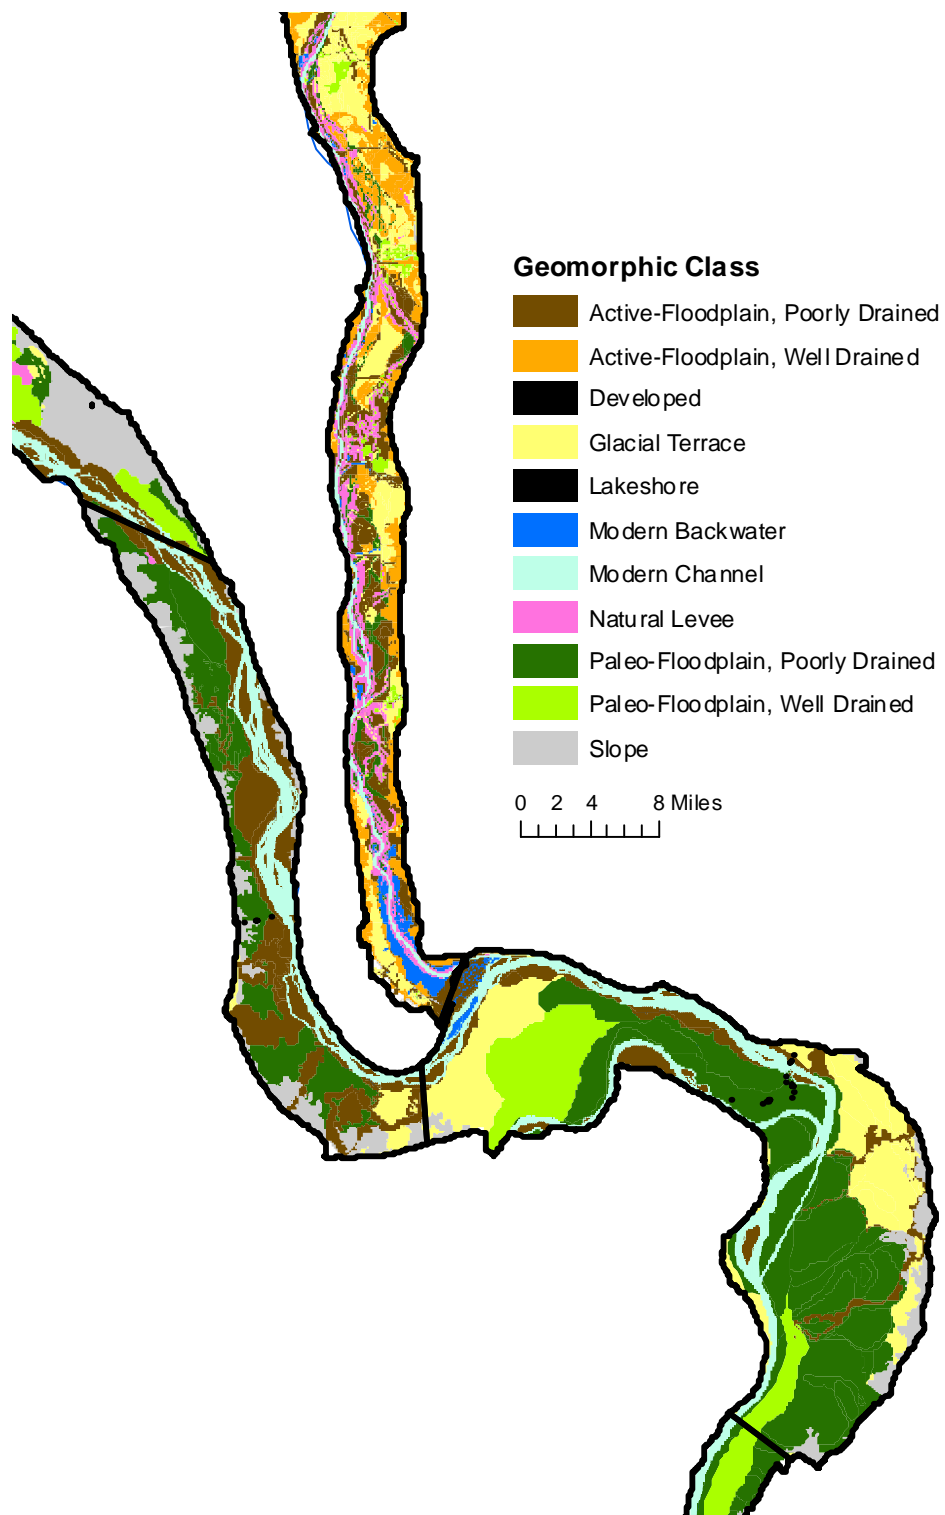 Geomorphic Class
Active-Floodplain, Poorly Drained
Active-Floodplain, Well Drained
Developed
Glacial Terrace
Lakeshore
Modern Backwater
Modern Channel
Natural Levee
Paleo-Floodplain, Poorly Drained
Paleo-Floodplain, Well Drained
Slope
0 2 4 8 Miles